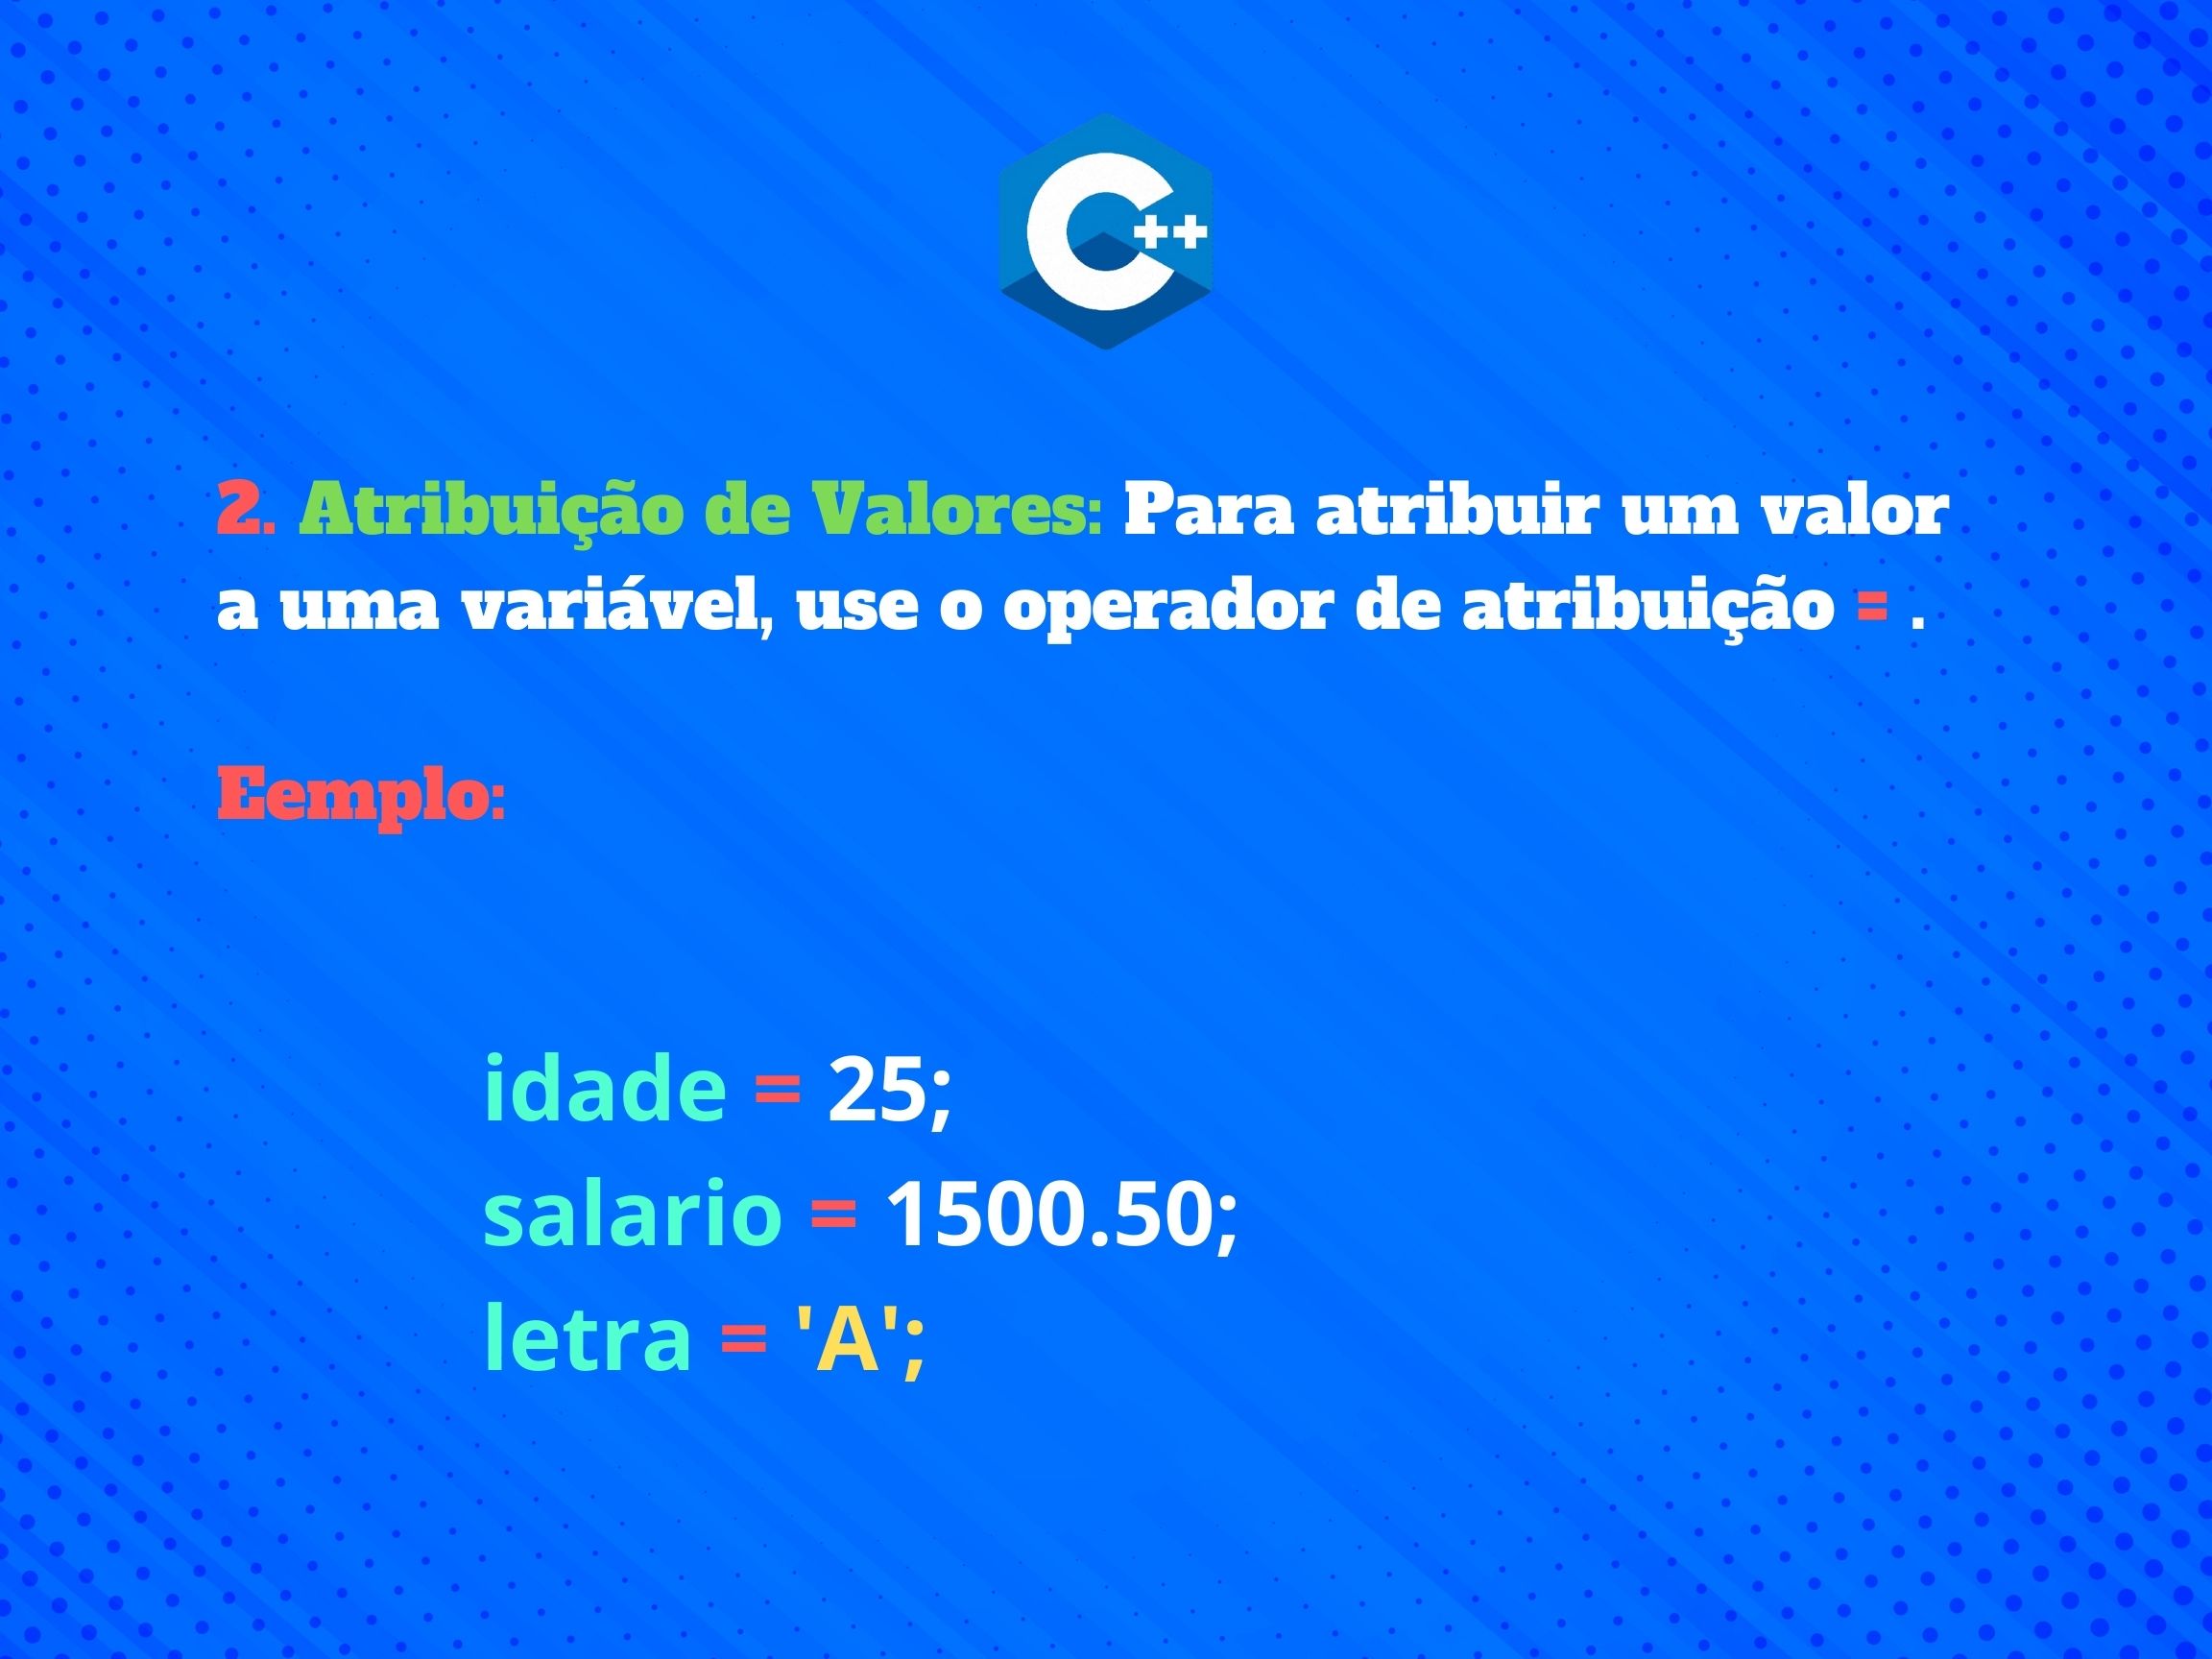 C++
2. Atribuição de Valores: Para atribuir um valor
a uma variável, use o operador de atribuição = .
Eemplo:
idade = 25;
salario = 1500.50;
letra = 'A';